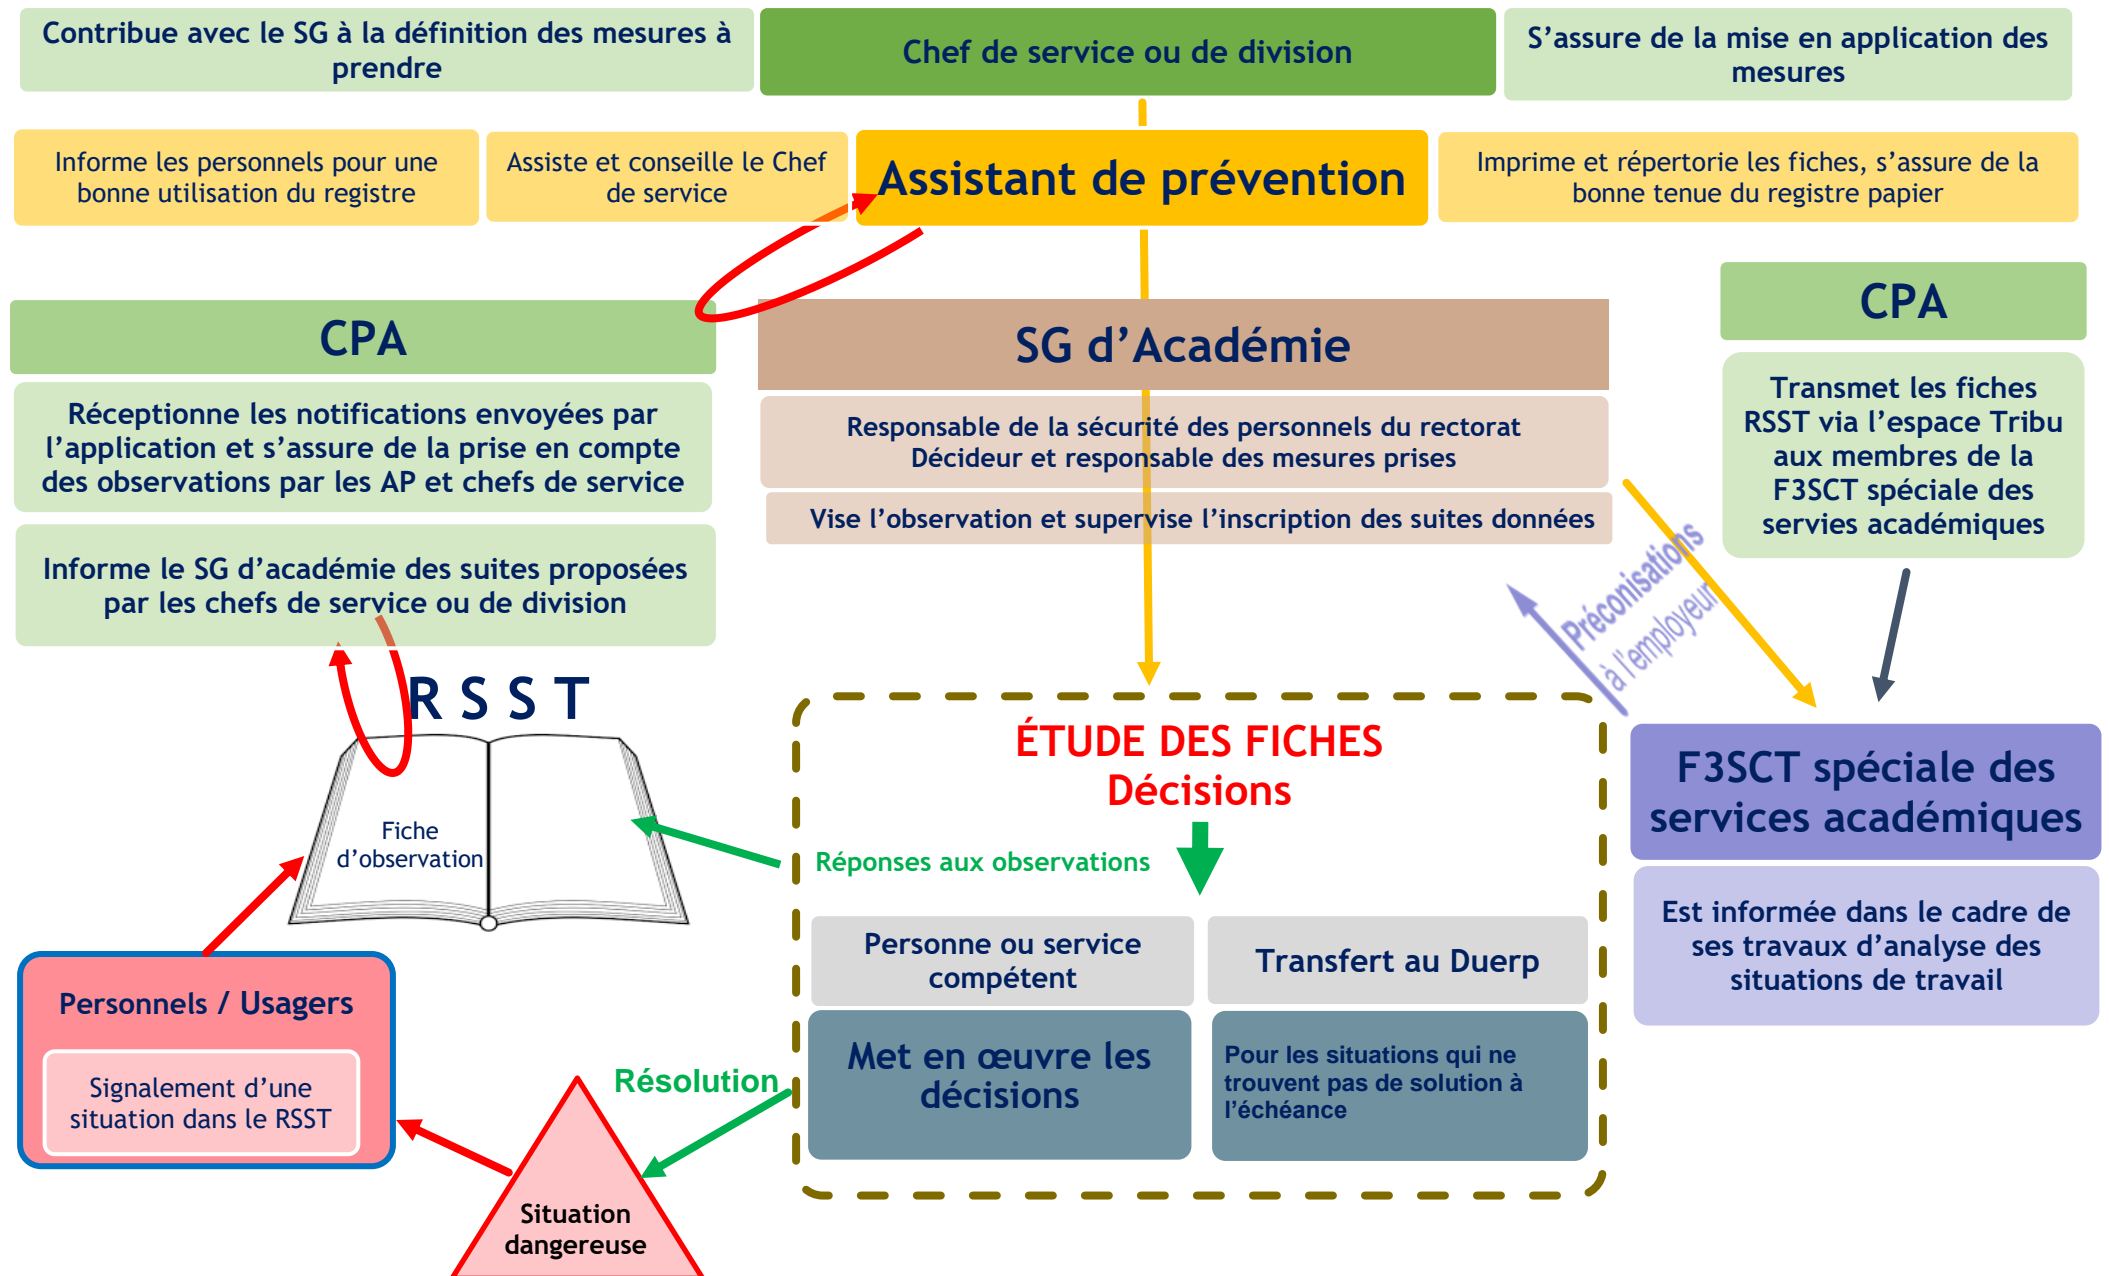 Contribue avec le SG à la définition des mesures à
prendre
Chef de service ou de division
S’assure de la mise en application des
mesures
Informe les personnels pour une
bonne utilisation du registre
Assiste et conseille le Chef
de service
Assistant de prévention
Imprime et répertorie les fiches, s’assure de la
bonne tenue du registre papier
CPA
Réceptionne les notifications envoyées par
l’application et s’assure de la prise en compte
des observations par les AP et chefs de service
Informe le SG d’académie des suites proposées
par les chefs de service ou de division
SG d’Académie
Responsable de la sécurité des personnels du rectorat
Décideur et responsable des mesures prises
Vise l’observation et supervise l’inscription des suites données
CPA
Transmet les fiches
RSST via l’espace Tribu
aux membres de la
F3SCT spéciale des
servies académiques
Préconisations
à l'employeur
R S S T
Fiche
d’observation
ÉTUDE DES FICHES
Décisions
Réponses aux observations
Personne ou service
compétent
Transfert au Duerp
Met en œuvre les
décisions
Pour les situations qui ne
trouvent pas de solution à
l’échéance
F3SCT spéciale des
services académiques
Est informée dans le cadre de
ses travaux d’analyse des
situations de travail
Personnels / Usagers
Signalement d’une
situation dans le RSST
Résolution
Situation
dangereuse